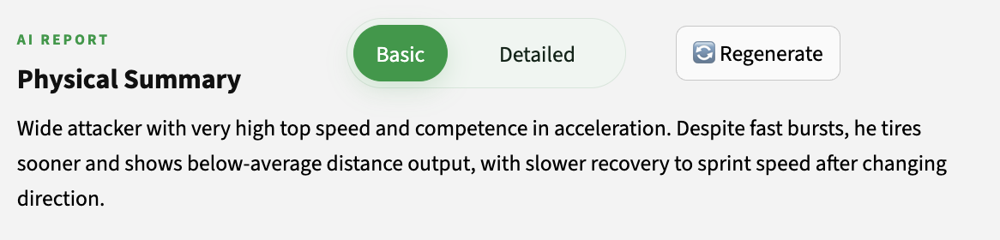 AI REPORT
Basic
Detailed
Regenerate
Physical Summary
Wide attacker with very high top speed and competence in acceleration. Despite fast bursts, he tires
sooner and shows below-average distance output, with slower recovery to sprint speed after changing
direction.